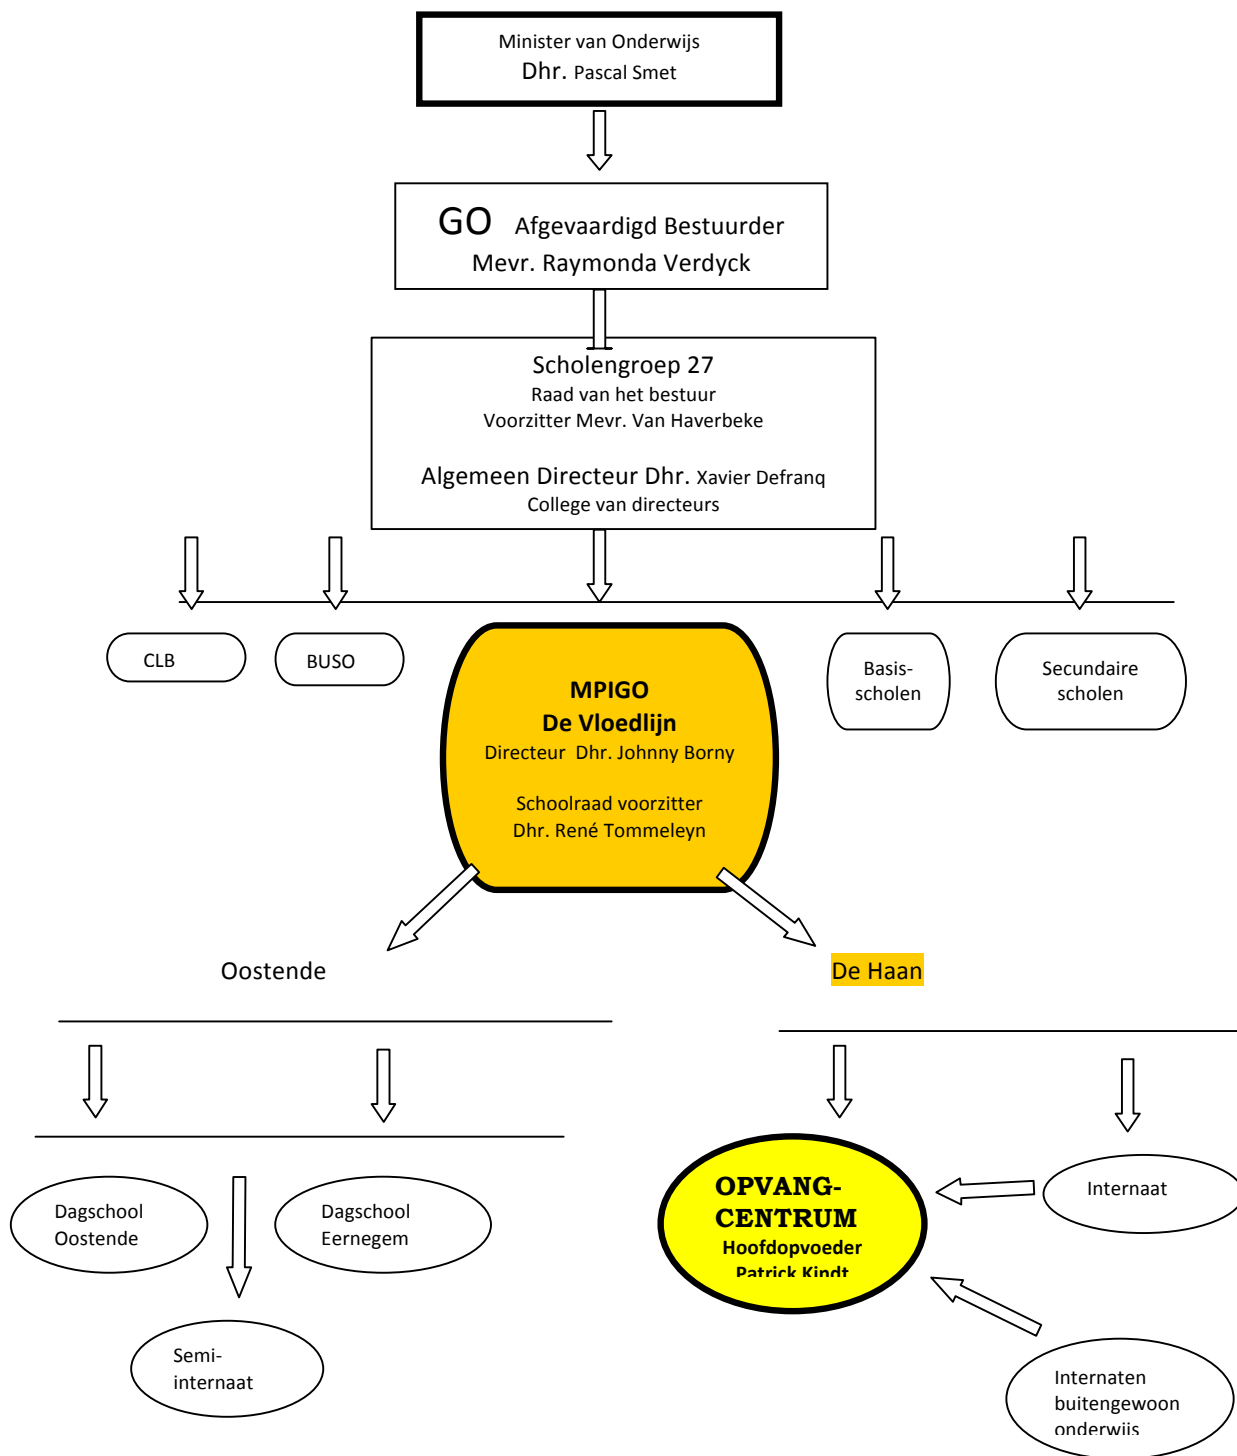 Minister van Onderwijs
Dhr. Pascal Smet
GO Afgevaardigd Bestuurder
Mevr. Raymonda Verdyck
Scholengroep 27
Raad van het bestuur
Voorzitter Mevr. Van Haverbeke
Algemeen Directeur Dhr. Xavier Defranq
College van directeurs
CLB
BUSO
MPIGO
De Vloedlijn
Directeur Dhr. Johnny Borny
Schoolraad voorzitter
Dhr. René Tommeleyn
Basis-
scholen
Secundaire
scholen
Oostende
De Haan
Dagschool
Oostende
Dagschool
Eernegem
Semi-
internaat
OPVANG-
CENTRUM
Hoofdopvoeder
Patrick Kindt
Internaat
Internaten
buitengewoon
onderwijs